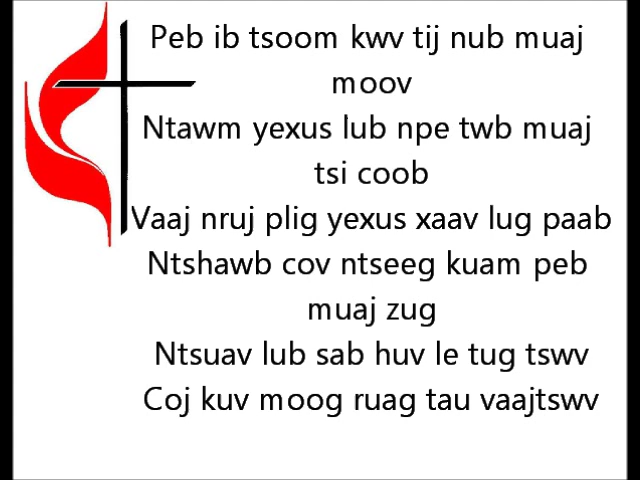 Peb ib tsoom kwv tij nub muaj
moov
Ntawm yexus lub npe twb muaj
tsi coob
Vaaj nruj plig yexus xaav lug paab
Ntshawb cov ntseeg kuam peb
muaj zug
Ntsuav lub sab huv le tug tswv
Coj kuv moog ruag tau vaajtswv